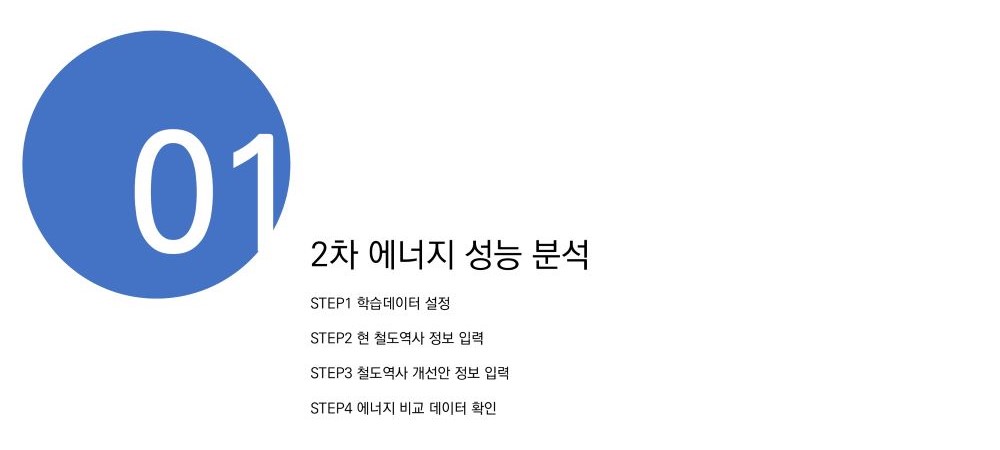 01
2차 에너지 성능 분석
STEP1 학습데이터 설정
STEP2 현 철도역사 정보 입력
STEP3 철도역사 개선안 정보 입력
STEP4 에너지 비교 데이터 확인